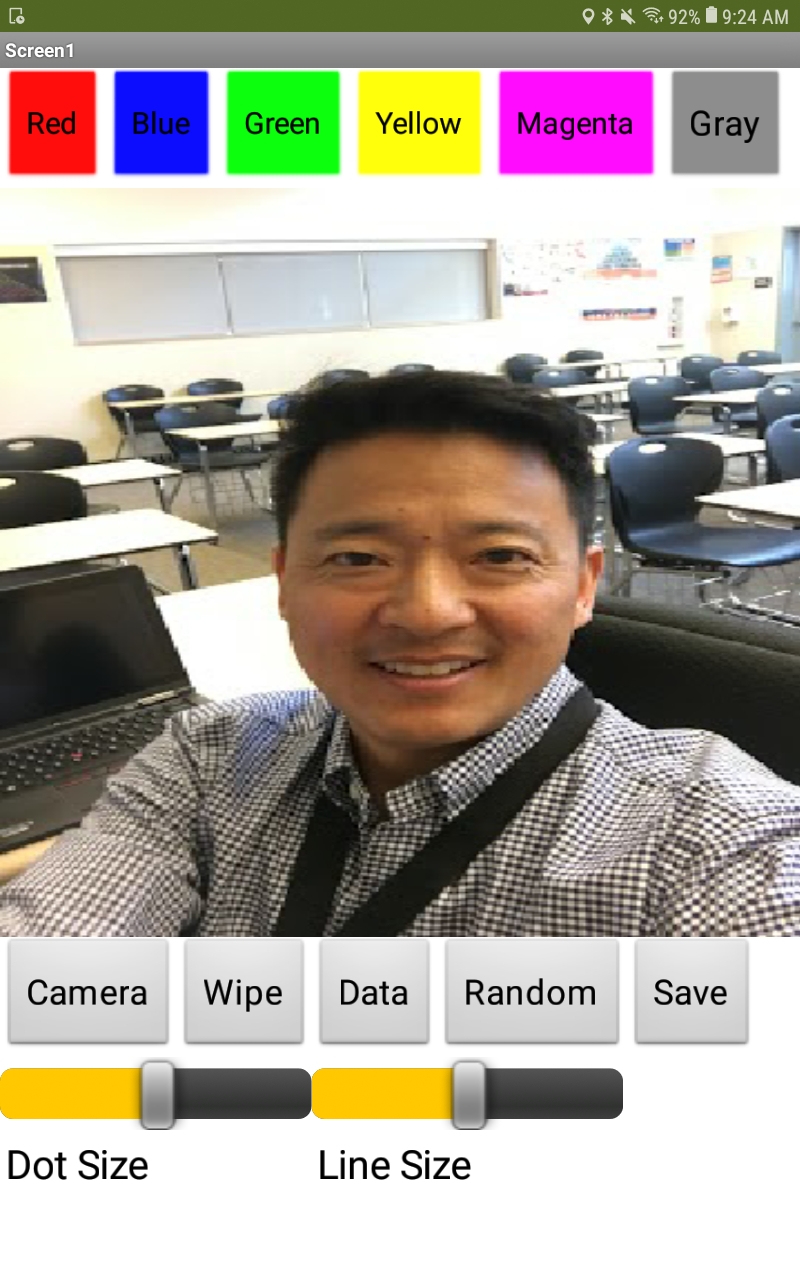 92% 9:24 AM
Screen1
Red Blue Green Yellow Magenta Gray
Camera Wipe Data Random Save
Dot Size Line Size